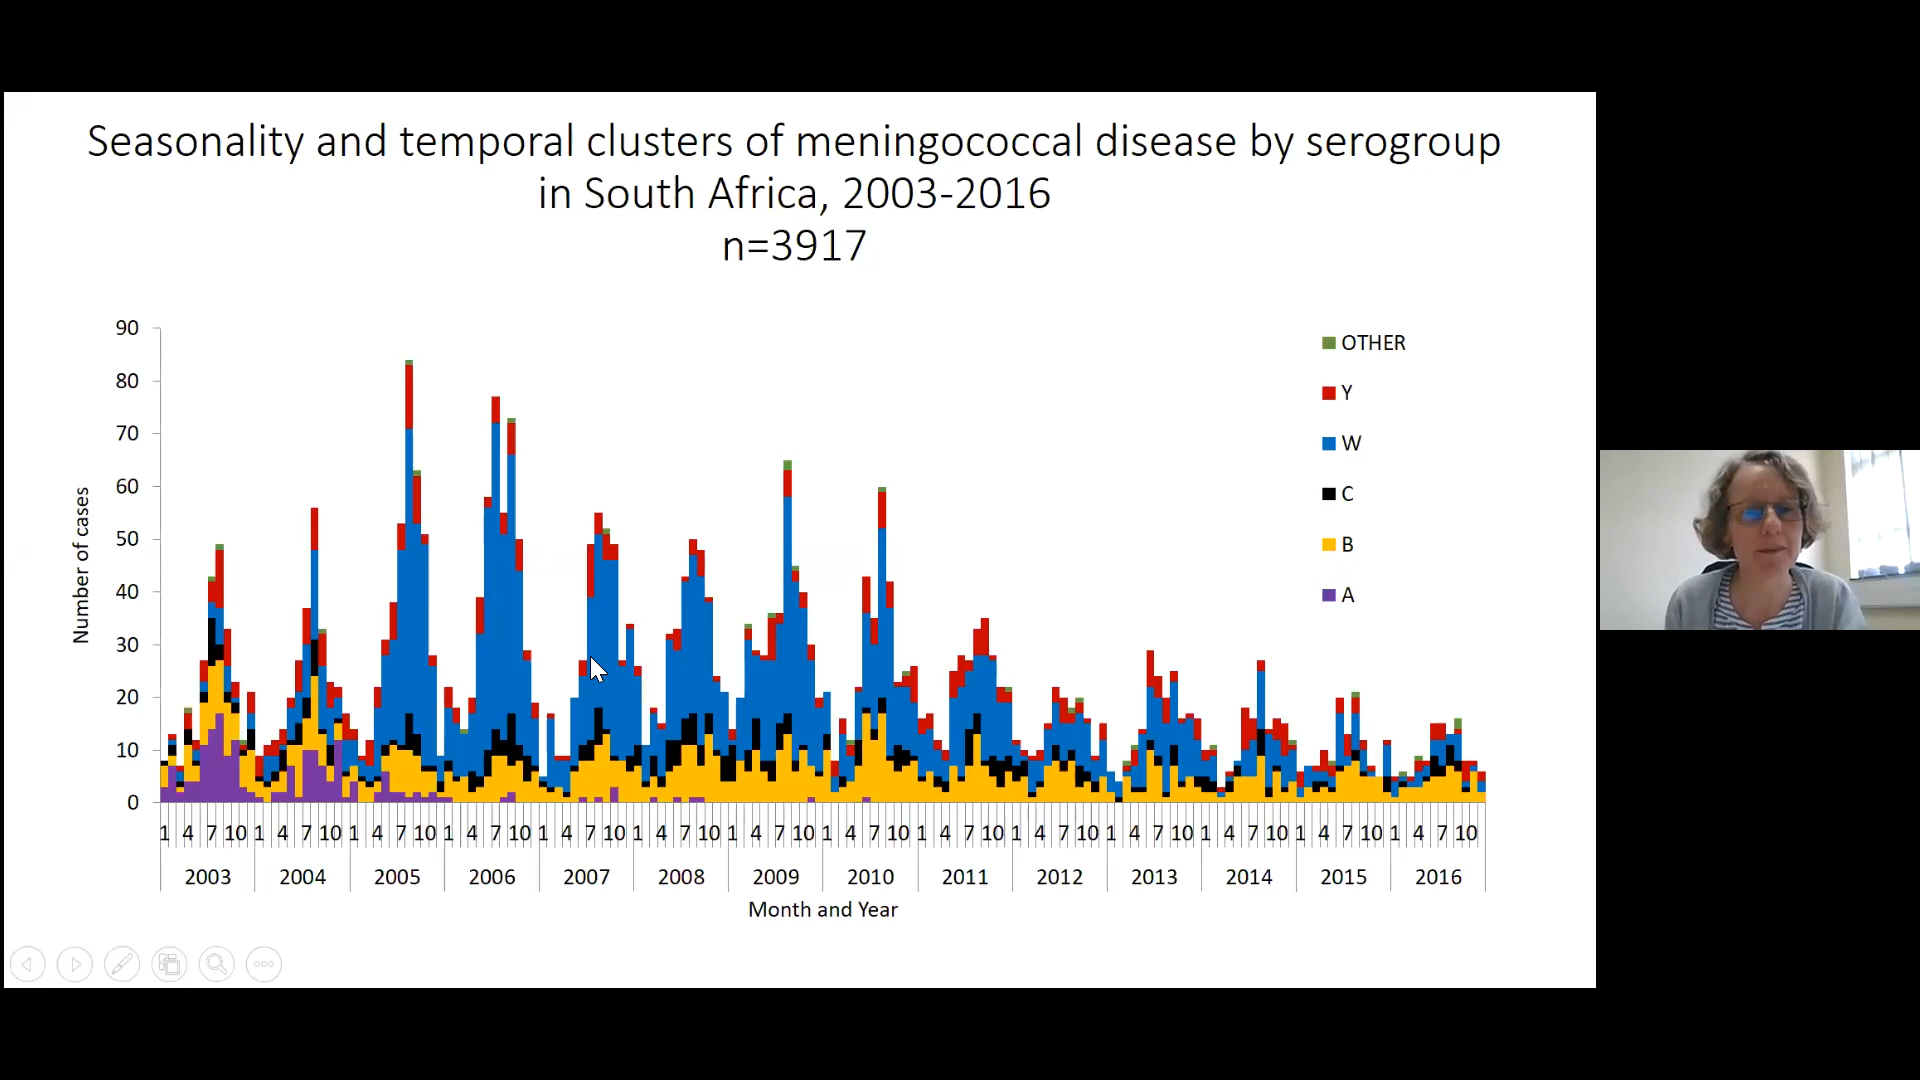 Seasonality and temporal clusters of meningococcal disease by serogroup
in South Africa, 2003-2016
n=3917
90
80
70
60
50
40
30
20
10
0
Number of cases
OTHER
Y
W
C
B
A
1 4 7 10 1 4 7 10 1 4 7 10 1 4 7 10 1 4 7 10 1 4 7 10 1 4 7 10 1 4 7 10 1 4 7 10 1 4 7 10 1 4 7 10 1 4 7 10 1 4 7 10 1 4 7 10
2003 2004 2005 2006 2007 2008 2009 2010 2011 2012 2013 2014 2015 2016
Month and Year